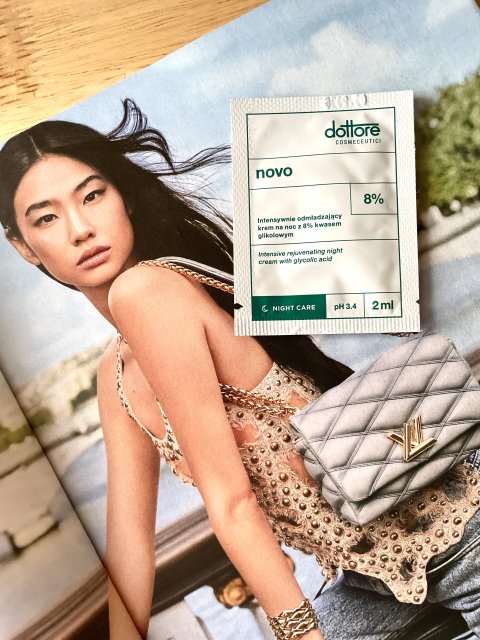 dottore
COSMECEUTICI
novo
8%
Intensywnie odmładzający
krem na noc z 8% kwasem
glikolowym
Intensive rejuvenating night
cream with glycolic acid
NIGHT CARE
pH 3.4
2 ml
LV